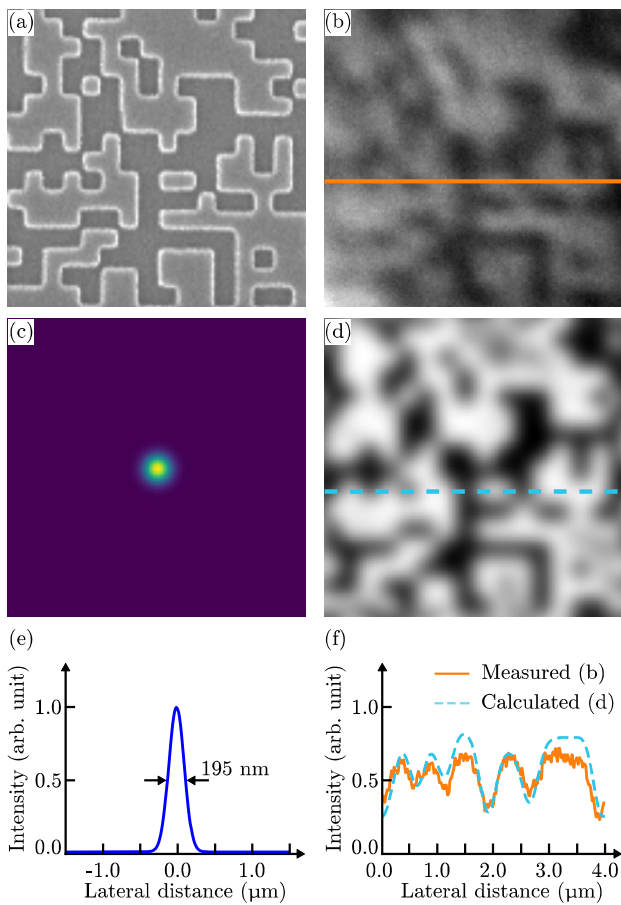 (a)
(b)
(c)
(d)
(e)
(f)
Intensity (arb. unit)
1.0
0.5
0.0
195 nm
-1.0
0.0
1.0
Lateral distance (μm)
Intensity (arb. unit)
1.0
0.5
0.0
Measured (b)
Calculated (d)
0.0
1.0
2.0
3.0
4.0
Lateral distance (μm)